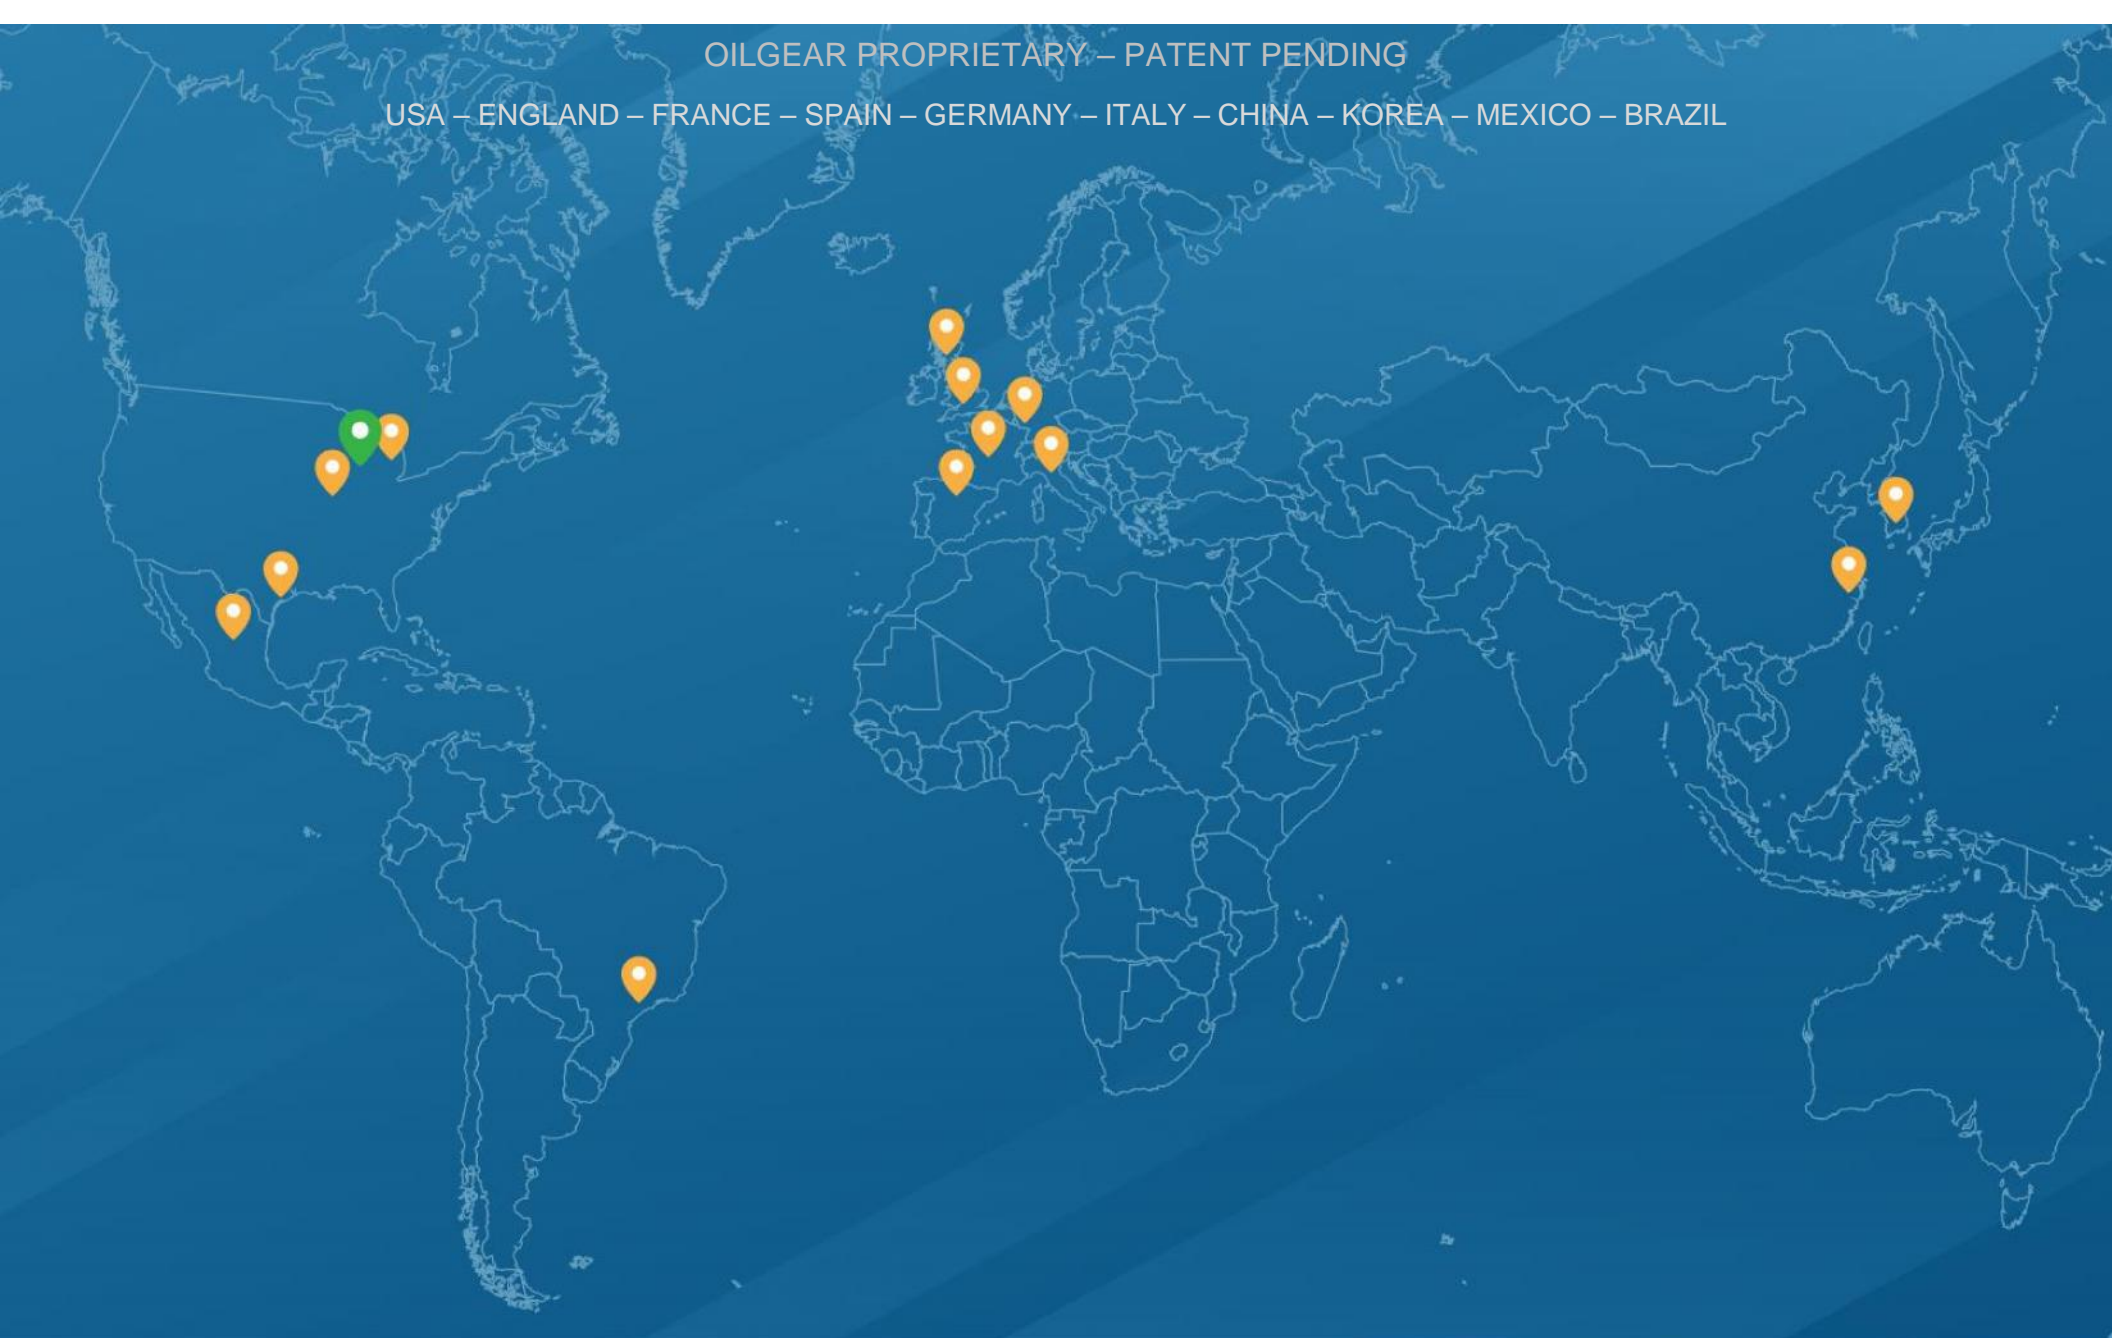 OILGEAR PROPRIETARY – PATENT PENDING
USA – ENGLAND – FRANCE – SPAIN – GERMANY – ITALY – CHINA – KOREA – MEXICO – BRAZIL